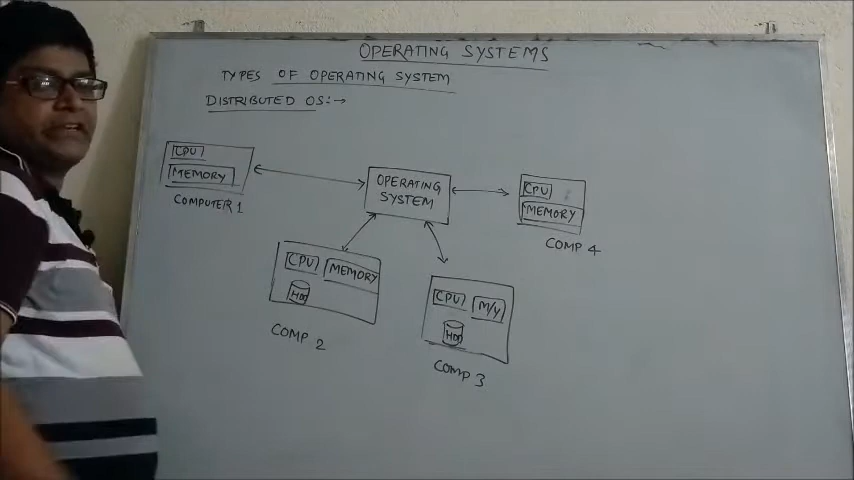 OPERATING SYSTEMS
TYPES OF OPERATING SYSTEM
DISTRIBUTED OS:→
CPU
MEMORY
COMPUTER 1
OPERATING
SYSTEM
CPU
MEMORY
COMP 4
CPU MEMORY
HDD
COMP 2
CPU M/Y
HDD
COMP 3